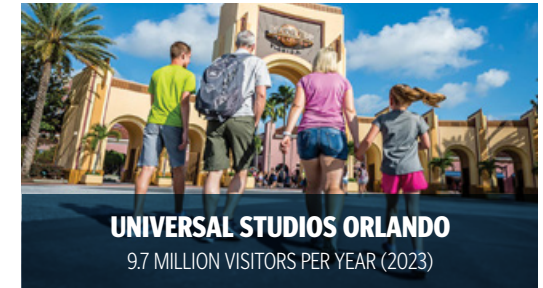 UNIVERSAL STUDIOS ORLANDO
9.7 MILLION VISITORS PER YEAR (2023)